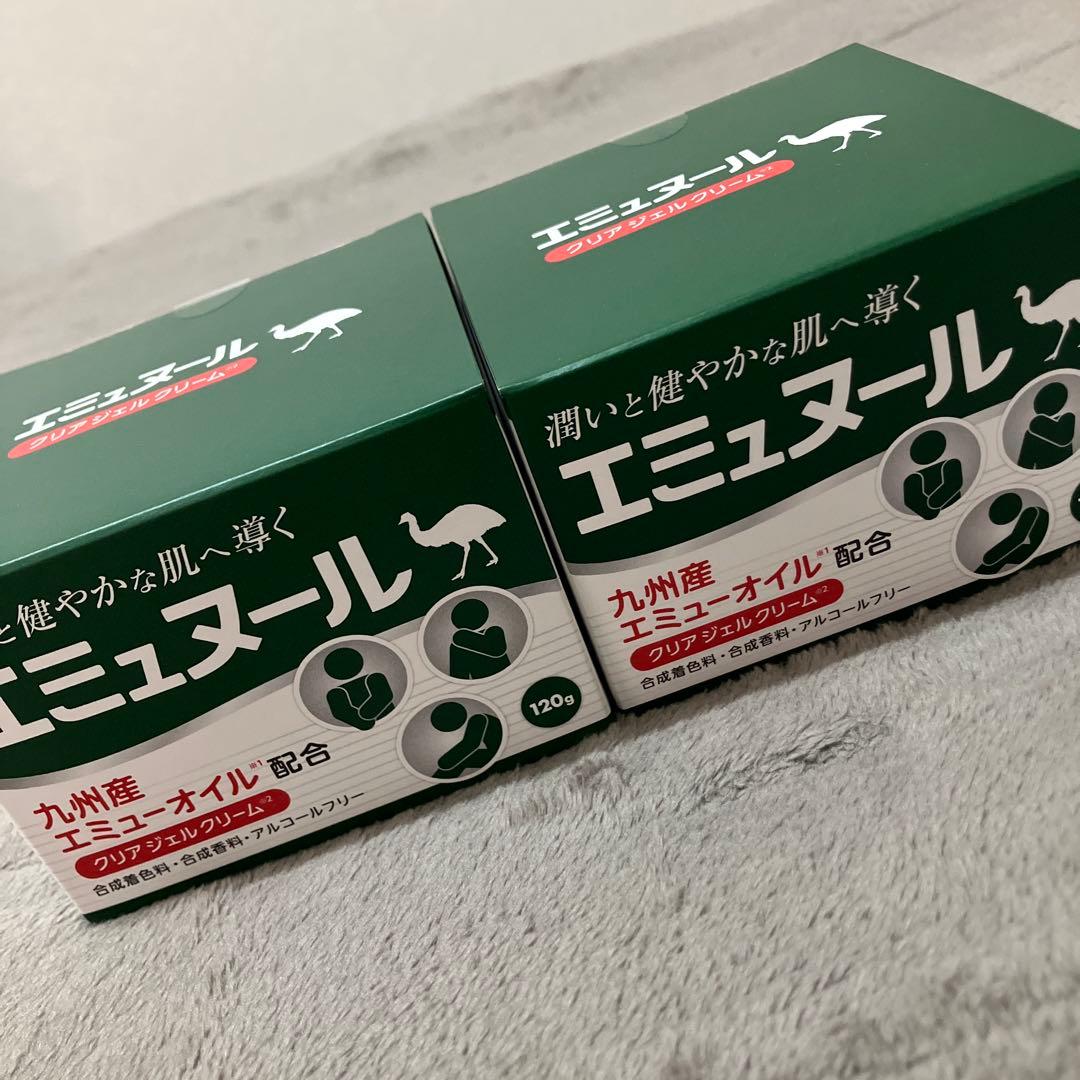 エミュヌール
クリア ジェル クリーム※2
と健やかな肌へ導く
エミュヌール
120g
九州産
エミューオイル※1配合
クリア ジェル クリーム※2
合成着色料・合成香料・アルコールフリー
エミュヌール
クリア ジェル クリーム※2
潤いと健やかな肌へ導く
エミュヌール
九州産
エミューオイル※1配合
クリア ジェル クリーム※2
合成着色料・合成香料・アルコールフリー